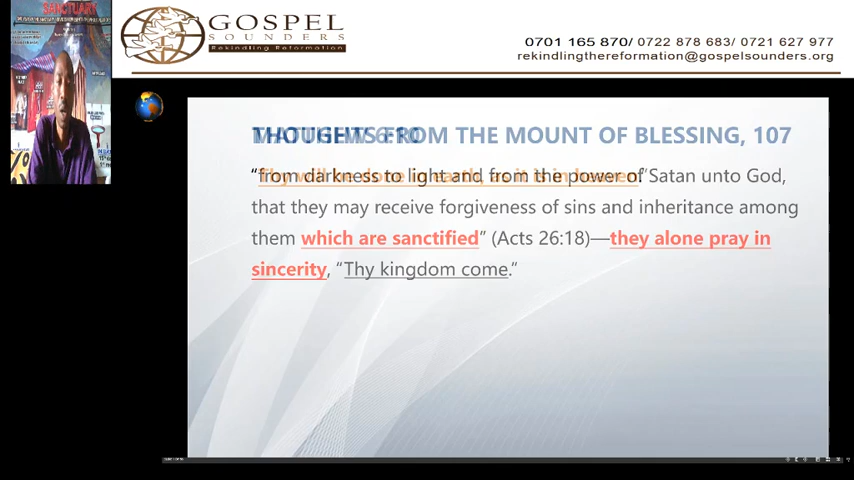 SANCTUARY
GOSPEL
SOUNDERS
Rekindling Reformation
0701 165 870/ 0722 878 683/ 0721 627 977
rekindlingthereformation@gospelsounders.org
THOUGHTS FROM THE MOUNT OF BLESSING, 107
“from darkness to light and from the power of Satan unto God,
that they may receive forgiveness of sins and inheritance among
them which are sanctified” (Acts 26:18)—they alone pray in
sincerity, “Thy kingdom come.”